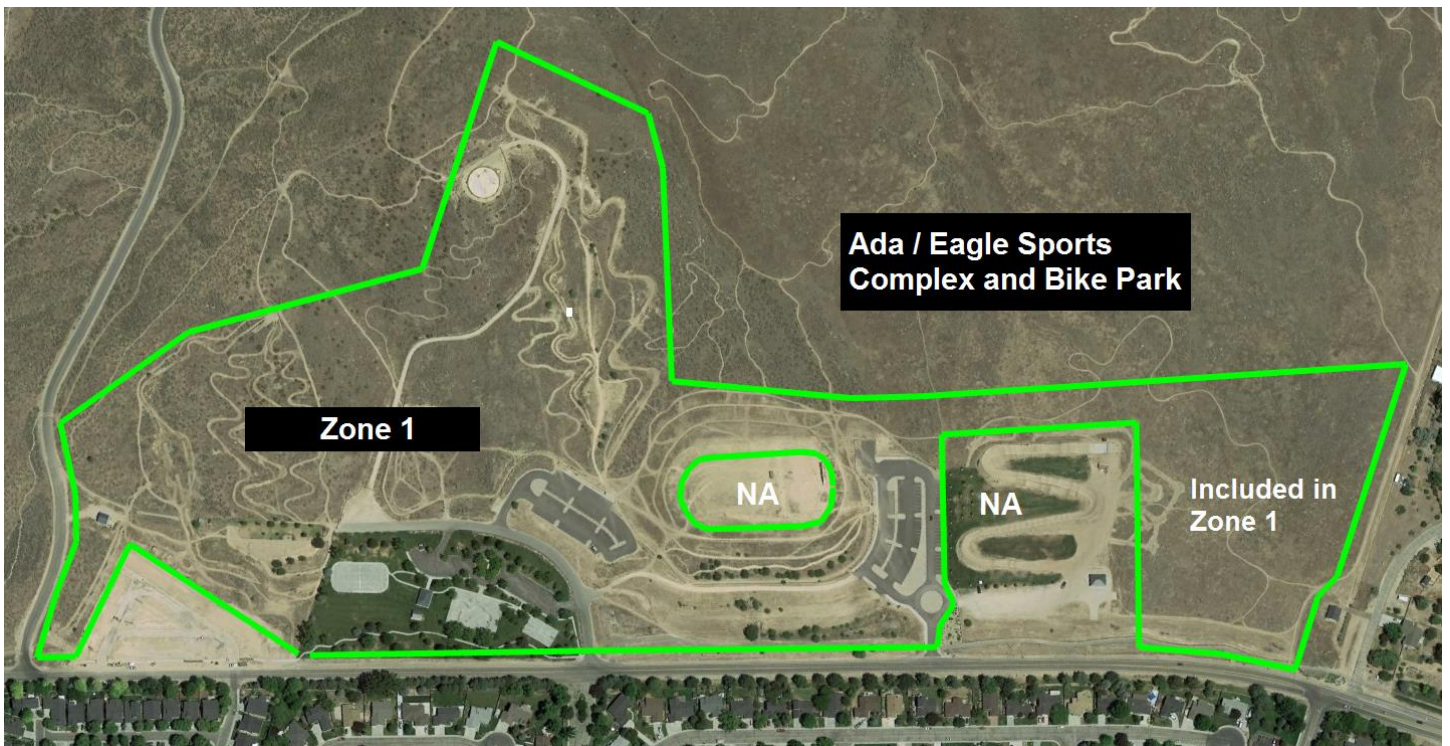 Ada / Eagle Sports
Complex and Bike Park
Zone 1
NA
NA
Included in
Zone 1